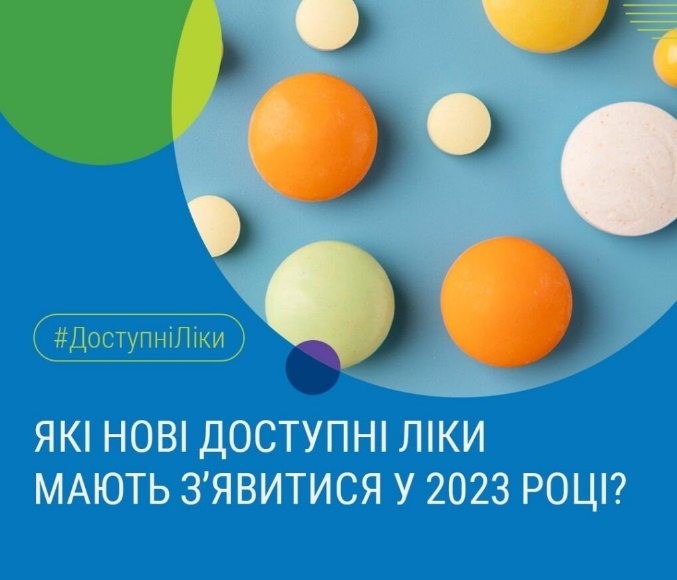 #ДоступніЛіки
ЯКІ НОВІ ДОСТУПНІ ЛІКИ
МАЮТЬ З’ЯВИТИСЯ У 2023 РОЦІ?